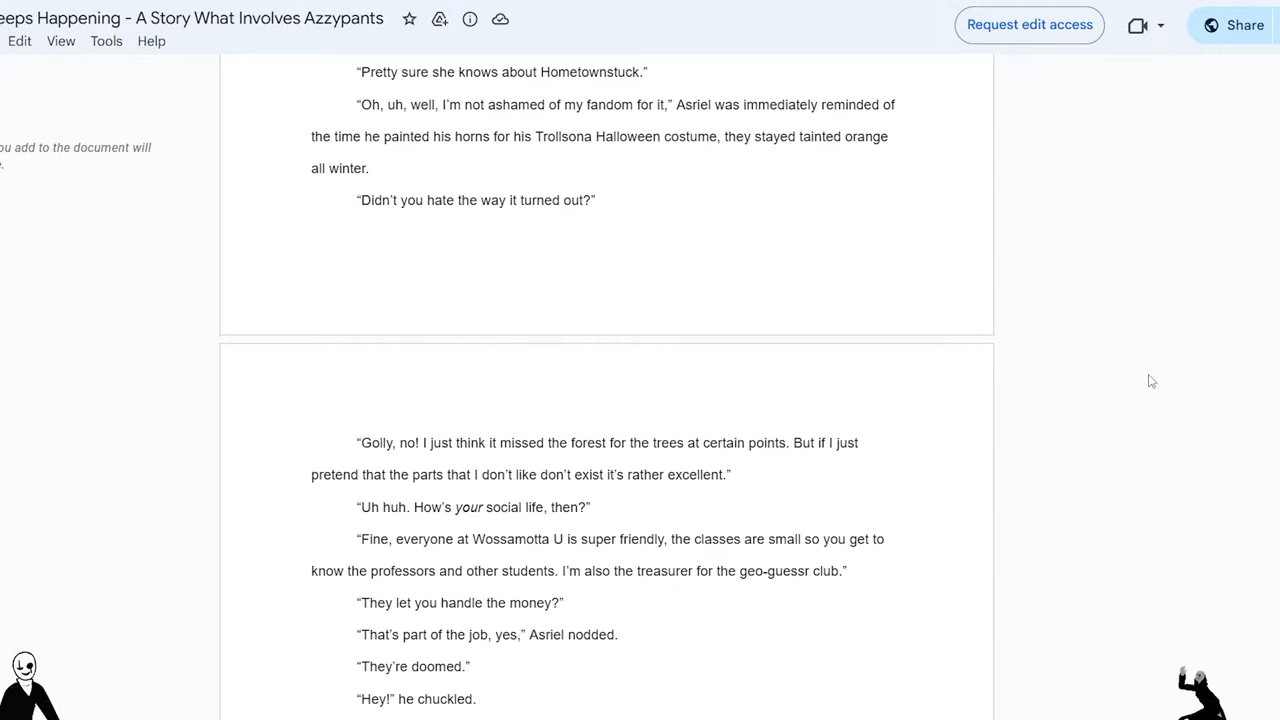 eeps Happening - A Story What Involves Azzypants
Request edit access
Share
Edit View Tools Help
“Pretty sure she knows about Hometownstuck.”
“Oh, uh, well, I’m not ashamed of my fandom for it,” Asriel was immediately reminded of
the time he painted his horns for his Trollsona Halloween costume, they stayed tainted orange
all winter.
ou add to the document will
e.
“Didn’t you hate the way it turned out?”
“Golly, no! I just think it missed the forest for the trees at certain points. But if I just
pretend that the parts that I don’t like don’t exist it’s rather excellent.”
“Uh huh. How’s your social life, then?”
“Fine, everyone at Wossamotta U is super friendly, the classes are small so you get to
know the professors and other students. I’m also the treasurer for the geo-guessr club.”
“They let you handle the money?”
“That’s part of the job, yes,” Asriel nodded.
“They’re doomed.”
“Hey!” he chuckled.